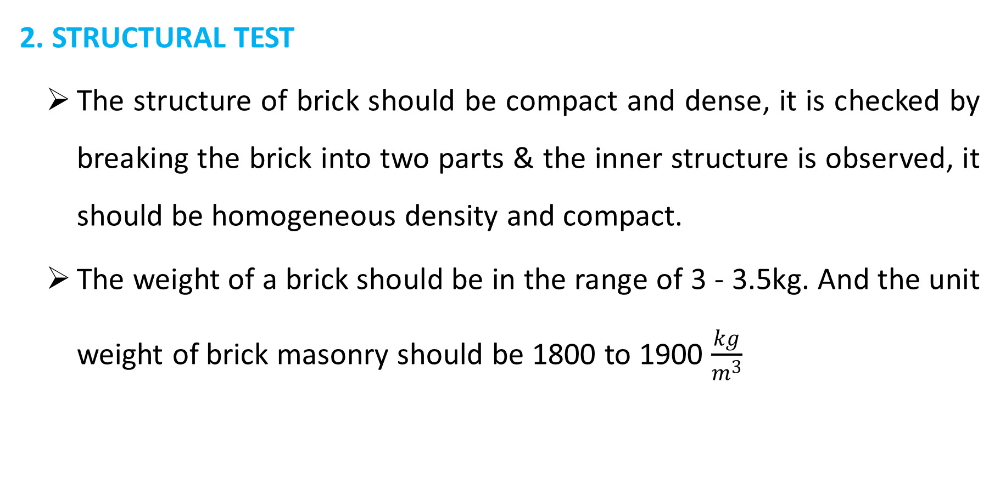 2. STRUCTURAL TEST
➢ The structure of brick should be compact and dense, it is checked by
breaking the brick into two parts & the inner structure is observed, it
should be homogeneous density and compact.
➢ The weight of a brick should be in the range of 3 - 3.5kg. And the unit
weight of brick masonry should be 1800 to 1900 kg/m³